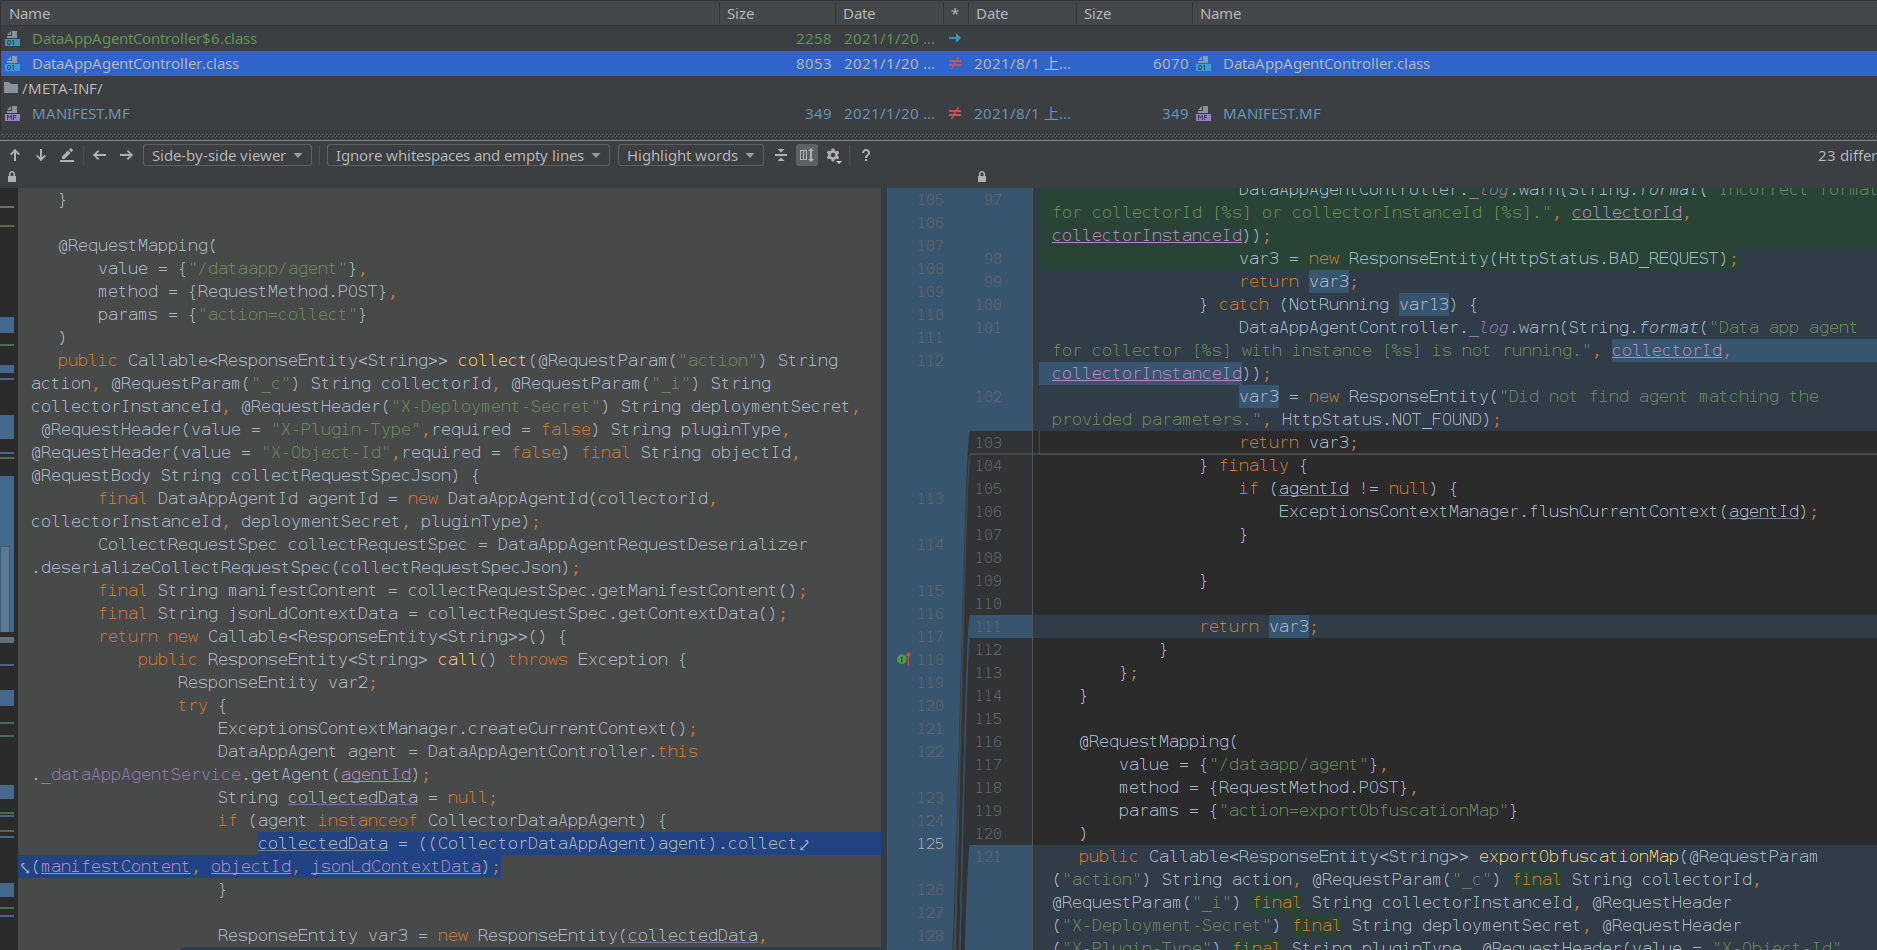 Name Size Date * Date Size Name
DataAppAgentController$6.class 2258 2021/1/20 ... →
DataAppAgentController.class 8053 2021/1/20 ... ≠ 2021/8/1 上... 6070 DataAppAgentController.class
/META-INF/
MANIFEST.MF 349 2021/1/20 ... ≠ 2021/8/1 上... 349 MANIFEST.MF
Side-by-side viewer Ignore whitespaces and empty lines Highlight words ? 23 differ
}
@RequestMapping(
value = {"/dataapp/agent"},
method = {RequestMethod.POST},
params = {"action=collect"}
)
public Callable<ResponseEntity<String>> collect(@RequestParam("action") String
action, @RequestParam("_c") String collectorId, @RequestParam("_i") String
collectorInstanceId, @RequestHeader("X-Deployment-Secret") String deploymentSecret,
@RequestHeader(value = "X-Plugin-Type",required = false) String pluginType,
@RequestHeader(value = "X-Object-Id",required = false) final String objectId,
@RequestBody String collectRequestSpecJson) {
final DataAppAgentId agentId = new DataAppAgentId(collectorId,
collectorInstanceId, deploymentSecret, pluginType);
CollectRequestSpec collectRequestSpec = DataAppAgentRequestDeserializer
.deserializeCollectRequestSpec(collectRequestSpecJson);
final String manifestContent = collectRequestSpec.getManifestContent();
final String jsonLdContextData = collectRequestSpec.getContextData();
return new Callable<ResponseEntity<String>>() {
public ResponseEntity<String> call() throws Exception {
ResponseEntity var2;
try {
ExceptionsContextManager.createCurrentContext();
DataAppAgent agent = DataAppAgentController.this
._dataAppAgentService.getAgent(agentId);
String collectedData = null;
if (agent instanceof CollectorDataAppAgent) {
collectedData = ((CollectorDataAppAgent)agent).collect
(manifestContent, objectId, jsonLdContextData);
}
ResponseEntity var3 = new ResponseEntity(collectedData,
105
106
107
108
109
110
111
112
113
114
115
116
117
118
119
120
121
122
123
124
125
126
127
128
97 DataAppAgentController._log.warn(String.format("Incorrect format
for collectorId [%s] or collectorInstanceId [%s].", collectorId,
collectorInstanceId));
98 var3 = new ResponseEntity(HttpStatus.BAD_REQUEST);
99 return var3;
100 } catch (NotRunning var13) {
101 DataAppAgentController._log.warn(String.format("Data app agent
for collector [%s] with instance [%s] is not running.", collectorId,
collectorInstanceId));
102 var3 = new ResponseEntity("Did not find agent matching the
provided parameters.", HttpStatus.NOT_FOUND);
103 return var3;
104 } finally {
105 if (agentId != null) {
106 ExceptionsContextManager.flushCurrentContext(agentId);
107 }
108
109 }
110
111 return var3;
112 }
113 };
114 }
115
116 @RequestMapping(
117 value = {"/dataapp/agent"},
118 method = {RequestMethod.POST},
119 params = {"action=exportObfuscationMap"}
120 )
121 public Callable<ResponseEntity<String>> exportObfuscationMap(@RequestParam
("action") String action, @RequestParam("_c") final String collectorId,
@RequestParam("_i") final String collectorInstanceId, @RequestHeader
("X-Deployment-Secret") final String deploymentSecret, @RequestHeader
("X-Plugin-Type") final String pluginType, @RequestHeader(value = "X-Object-Id"